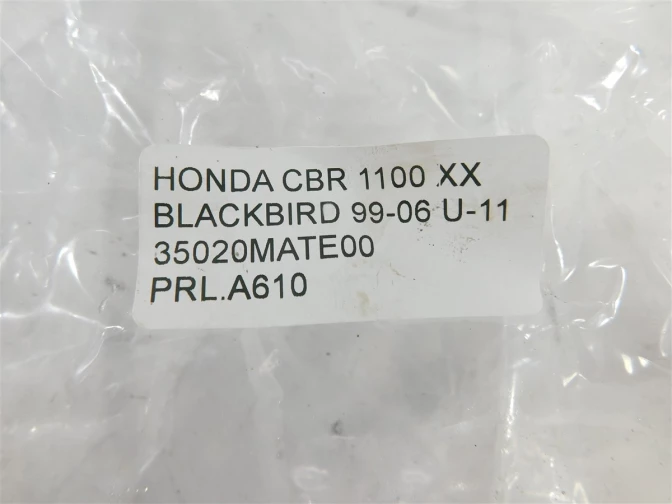 HONDA CBR 1100 XX
BLACKBIRD 99-06 U-11
35020MATE00
PRL.A610